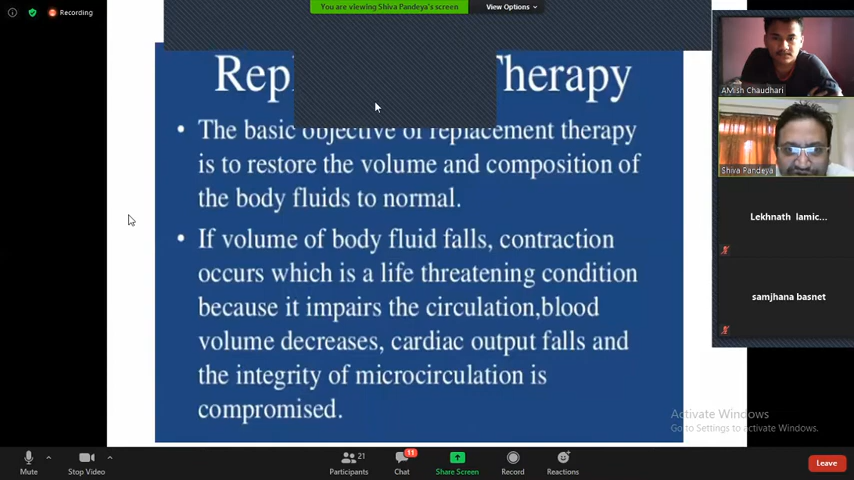 Recording
You are viewing Shiva Pandeya's screen
View Options
Rep Therapy
• The basic objective of replacement therapy
is to restore the volume and composition of
the body fluids to normal.
• If volume of body fluid falls, contraction
occurs which is a life threatening condition
because it impairs the circulation,blood
volume decreases, cardiac output falls and
the integrity of microcirculation is
compromised.
AMish Chaudhari
Shiva Pandeya
Lekhnath lamic...
samjhana basnet
Activate Windows
Go to Settings to activate Windows.
Mute
Stop Video
21
Participants
11
Chat
Share Screen
Record
Reactions
Leave